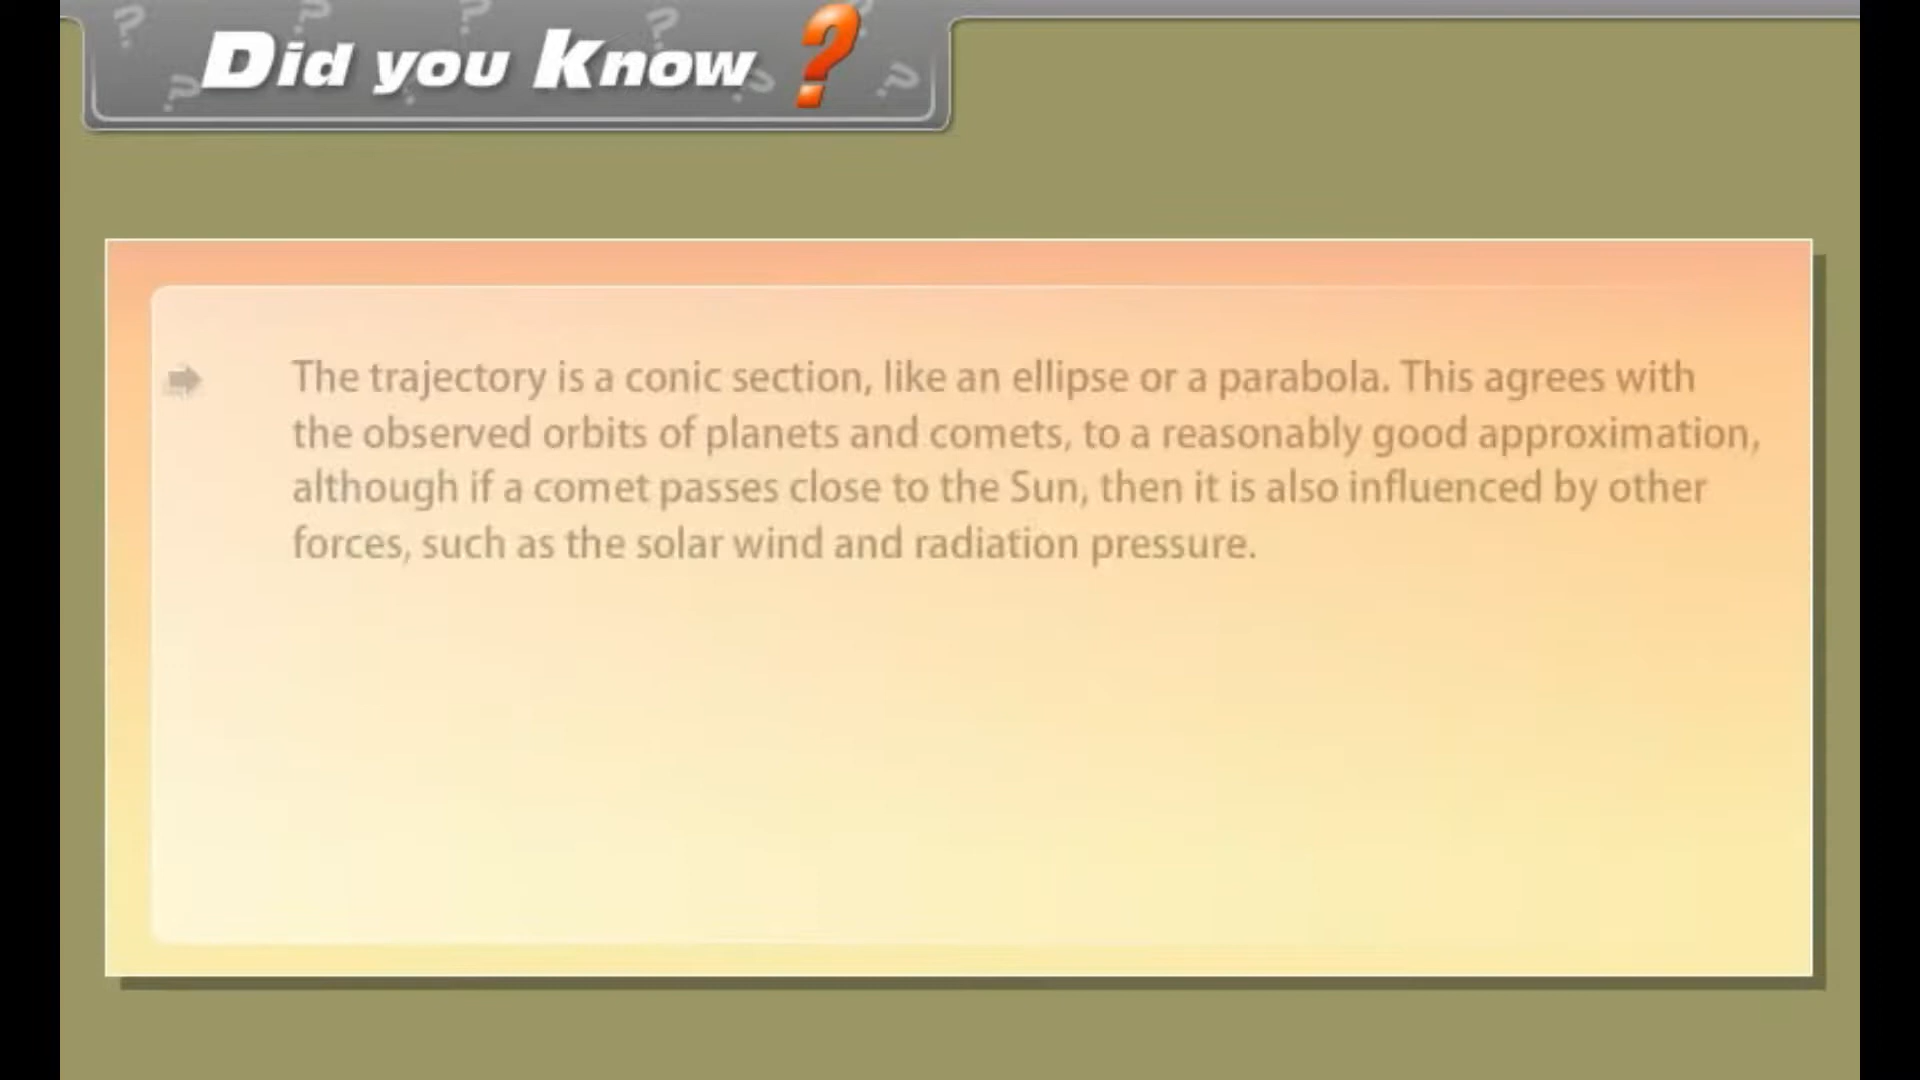 Did you Know ?
The trajectory is a conic section, like an ellipse or a parabola. This agrees with
the observed orbits of planets and comets, to a reasonably good approximation,
although if a comet passes close to the Sun, then it is also influenced by other
forces, such as the solar wind and radiation pressure.